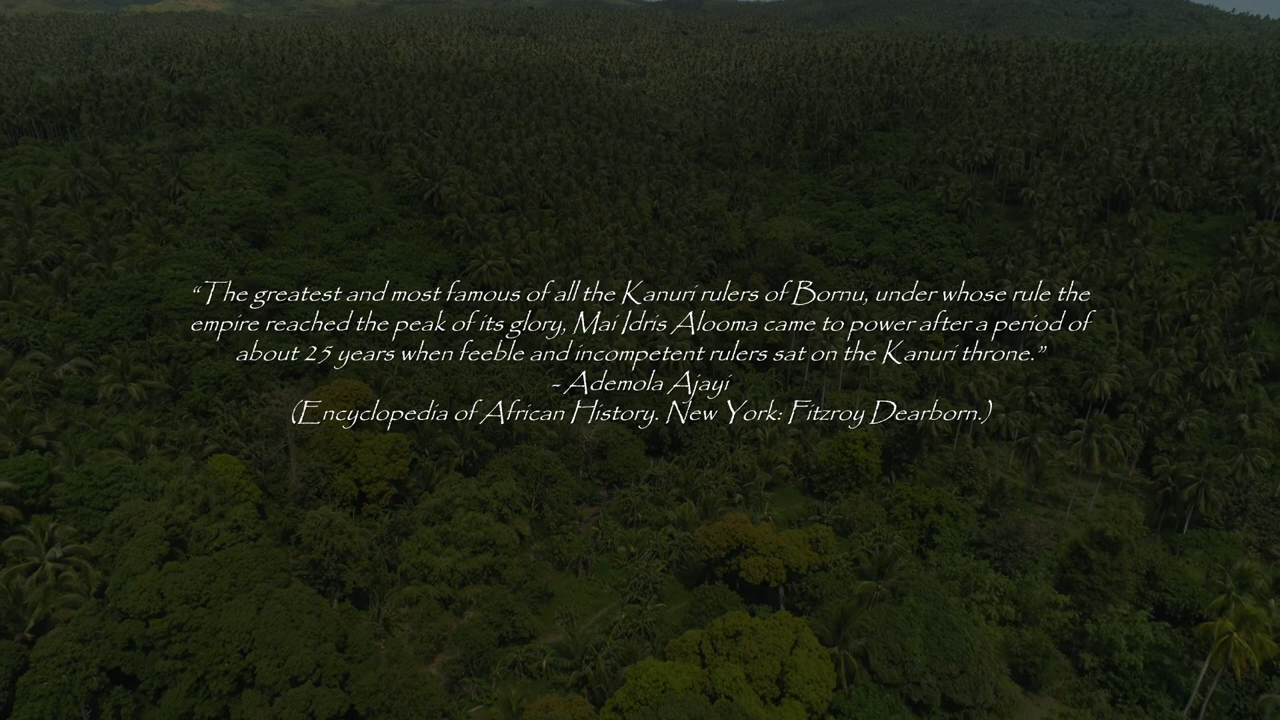 “The greatest and most famous of all the Kanuri rulers of Bornu, under whose rule the
empire reached the peak of its glory, Mai Idris Alooma came to power after a period of
about 25 years when feeble and incompetent rulers sat on the Kanuri throne.”
- Ademola Ajayi
(Encyclopedia of African History. New York: Fitzroy Dearborn.)